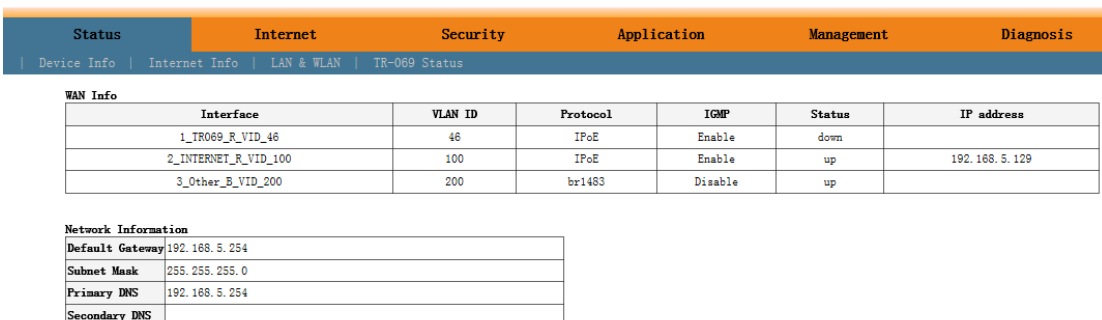 Status Internet Security Application Management Diagnosis
| Device Info | Internet Info | LAN & WLAN | TR-069 Status
WAN Info
Interface VLAN ID Protocol IGMP Status IP address
1_TR069_R_VID_46 46 IPoE Enable down
2_INTERNET_R_VID_100 100 IPoE Enable up 192.168.5.129
3_Other_B_VID_200 200 br1483 Disable up
Network Information
Default Gateway 192.168.5.254
Subnet Mask 255.255.255.0
Primary DNS 192.168.5.254
Secondary DNS